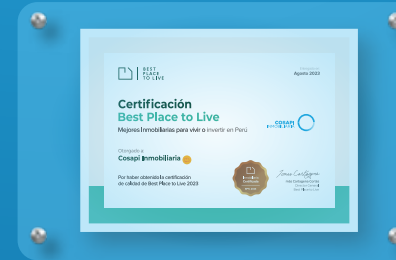 BEST
PLACE
TO LIVE
Agosto 2023
Certificación
Best Place to Live
Mejores Inmobiliarias para vivir o invertir en Perú
COSAPI
INMOBILIARIA
Otorgado a
Cosapi Inmobiliaria
Por haber obtenido la certificación
de calidad de Best Place to Live 2023